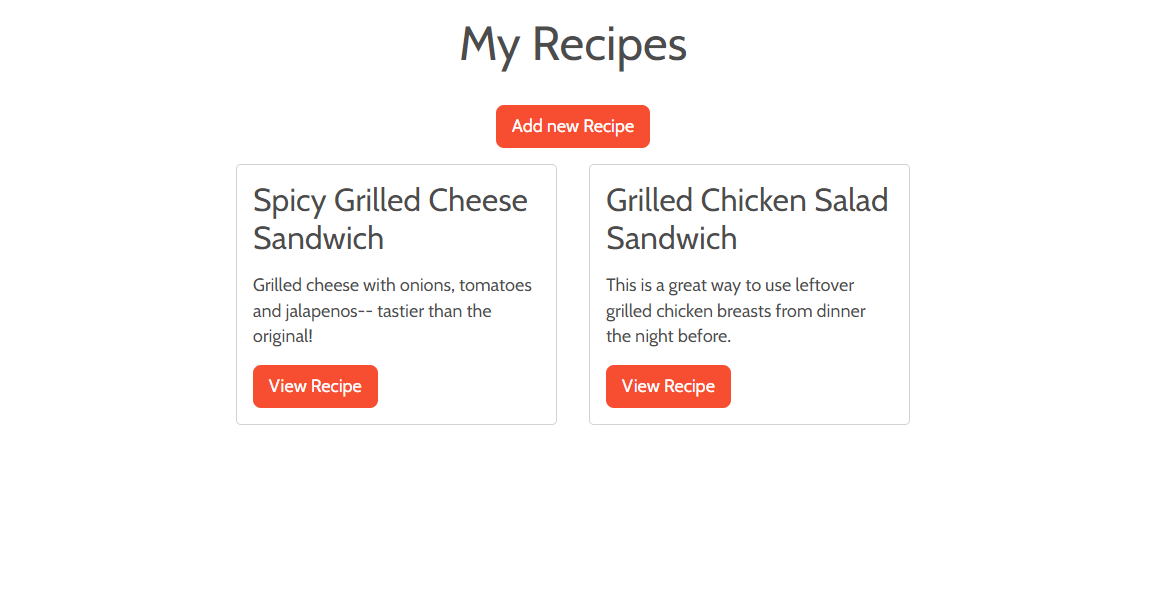 My Recipes
Add new Recipe
Spicy Grilled Cheese
Sandwich
Grilled cheese with onions, tomatoes
and jalapenos-- tastier than the
original!
View Recipe
Grilled Chicken Salad
Sandwich
This is a great way to use leftover
grilled chicken breasts from dinner
the night before.
View Recipe